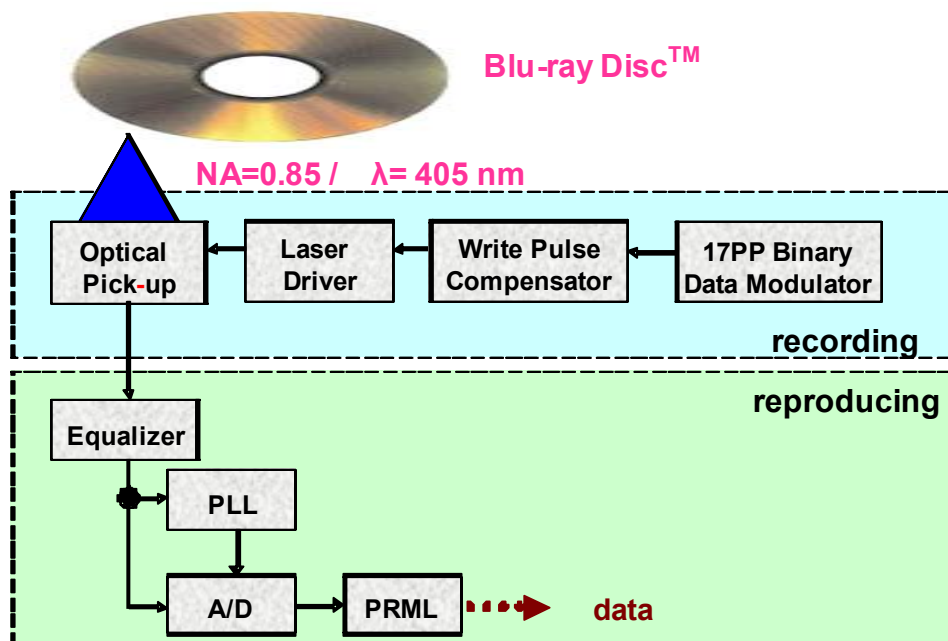 Blu-ray Disc™
NA=0.85 / λ= 405 nm
Optical
Pick-up
Laser
Driver
Write Pulse
Compensator
17PP Binary
Data Modulator
recording
reproducing
Equalizer
PLL
A/D
PRML
data